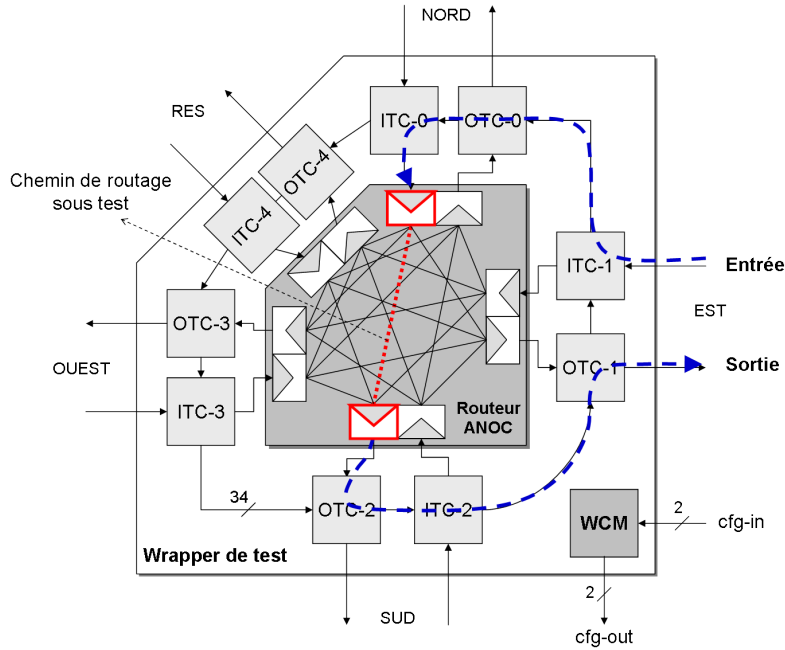 NORD
RES
ITC-0
OTC-0
OTC-4
Chemin de routage
sous test
ITC-4
ITC-1
Entrée
EST
OTC-3
OUEST
OTC-1
Sortie
ITC-3
Routeur
ANOC
34
OTC-2
ITC-2
WCM
2
cfg-in
Wrapper de test
2
SUD
cfg-out